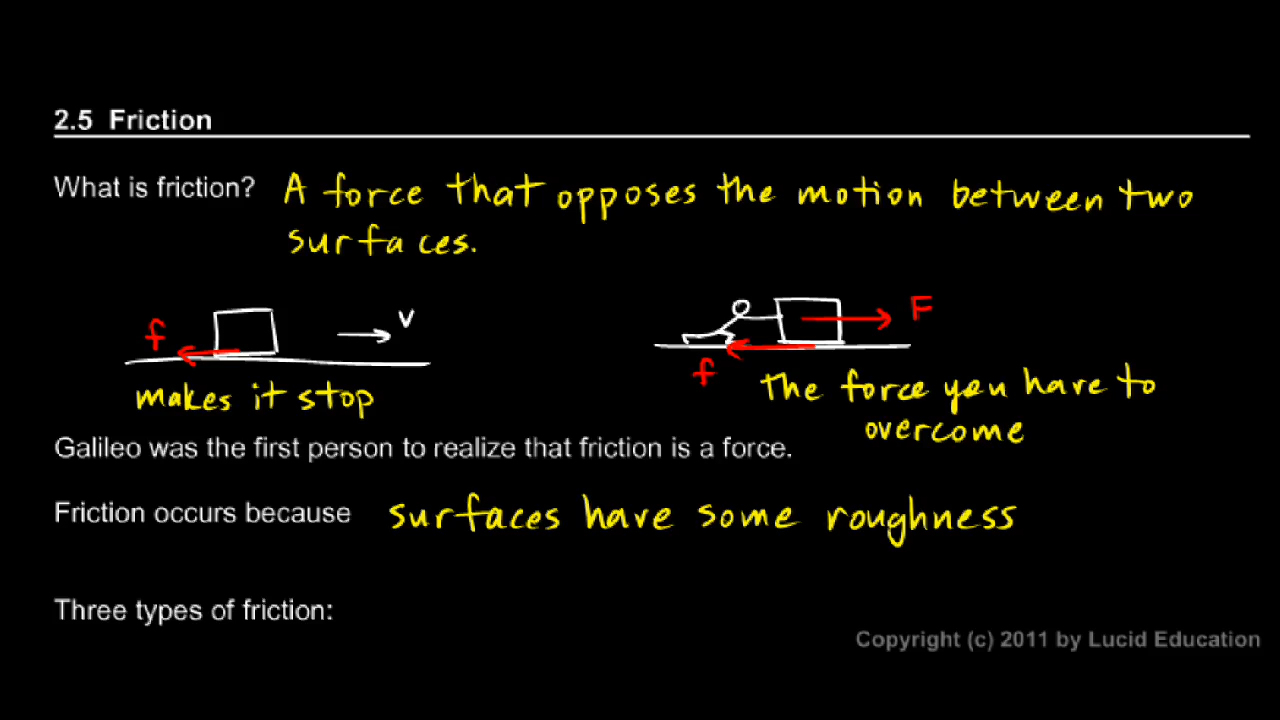 2.5 Friction
What is friction? A force that opposes the motion between two
surfaces.
f
v
F
f
makes it stop
The force you have to
overcome
Galileo was the first person to realize that friction is a force.
Friction occurs because surfaces have some roughness
Three types of friction:
Copyright (c) 2011 by Lucid Education